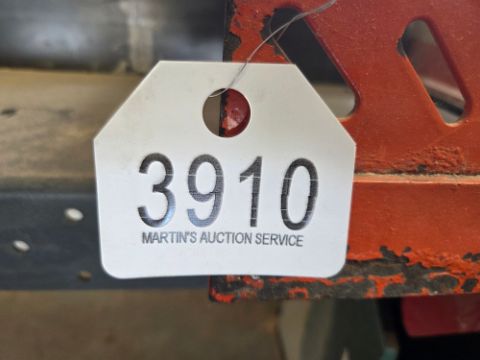 3910
MARTIN'S AUCTION SERVICE